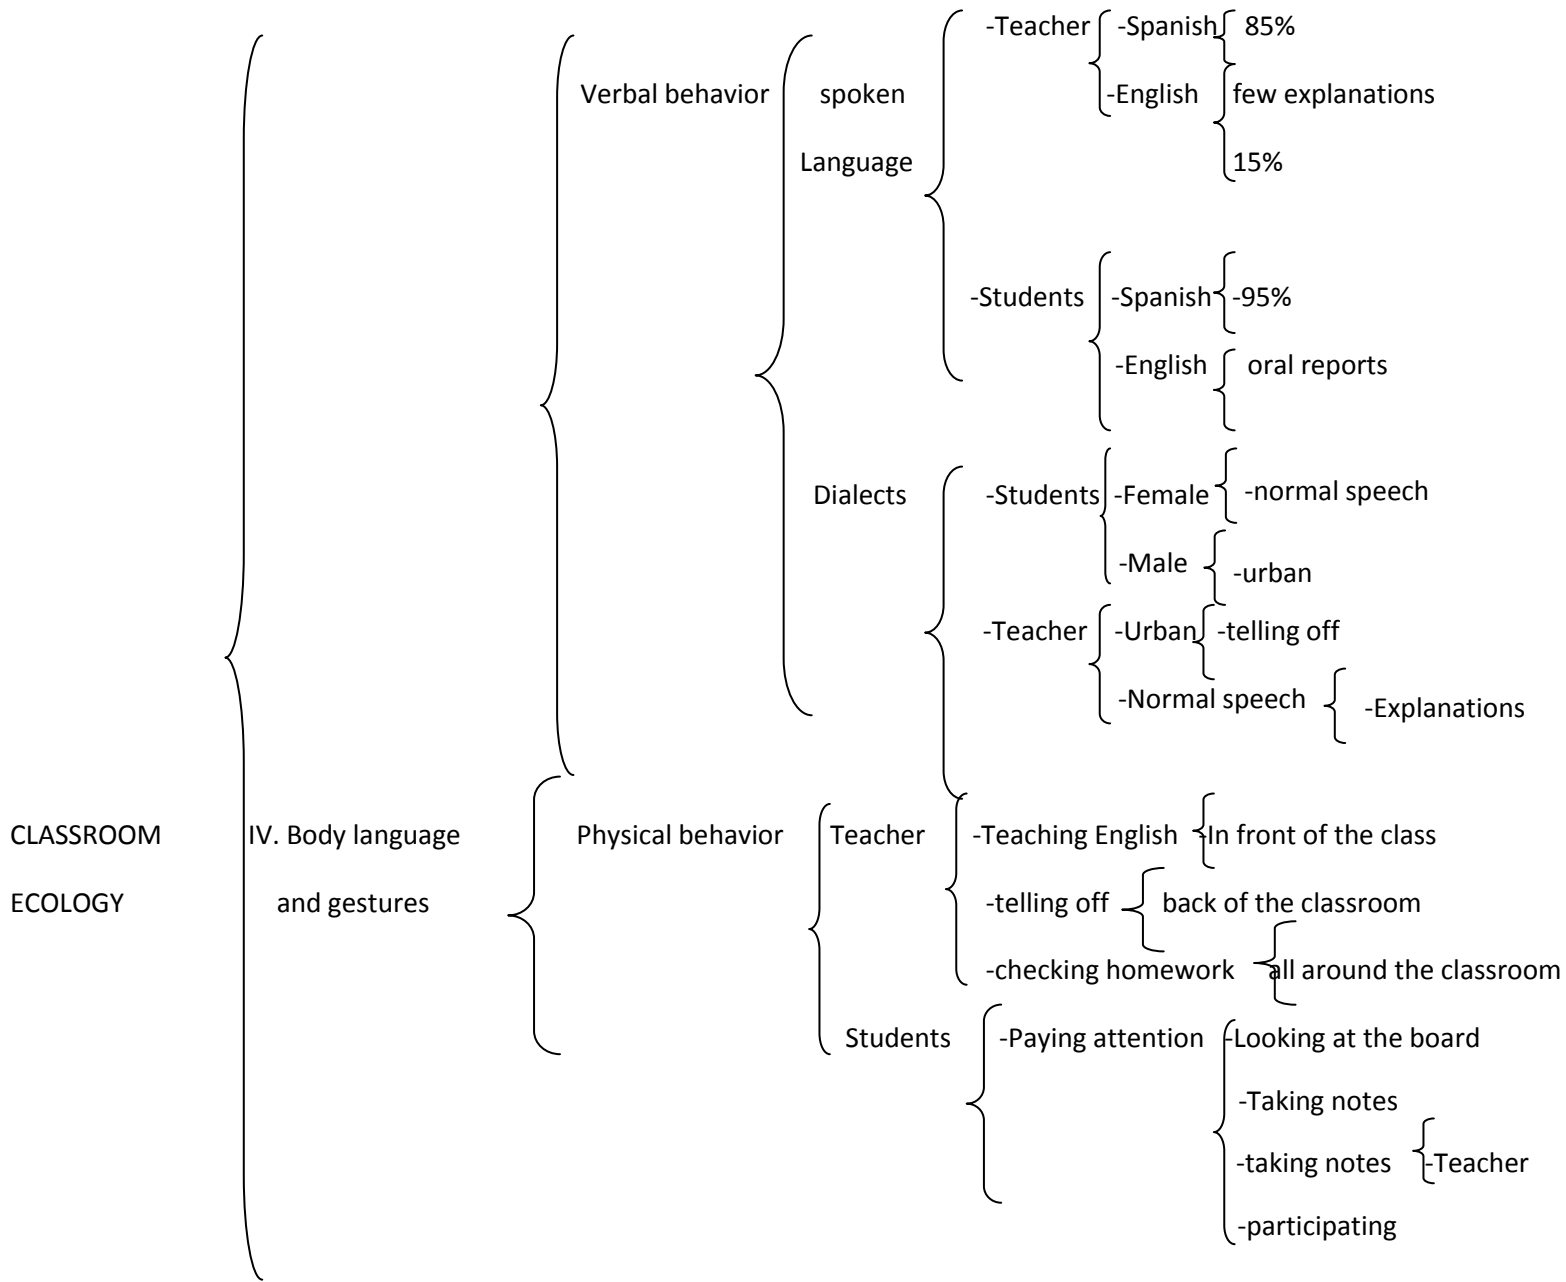 -Teacher -Spanish 85%
Verbal behavior spoken -English few explanations
Language 15%
-Students -Spanish -95%
-English oral reports
Dialects -Students -Female -normal speech
-Male -urban
-Teacher -Urban -telling off
-Normal speech -Explanations
CLASSROOM IV. Body language Physical behavior Teacher -Teaching English -In front of the class
ECOLOGY and gestures -telling off back of the classroom
-checking homework all around the classroom
Students -Paying attention -Looking at the board
-Taking notes
-taking notes -Teacher
-participating